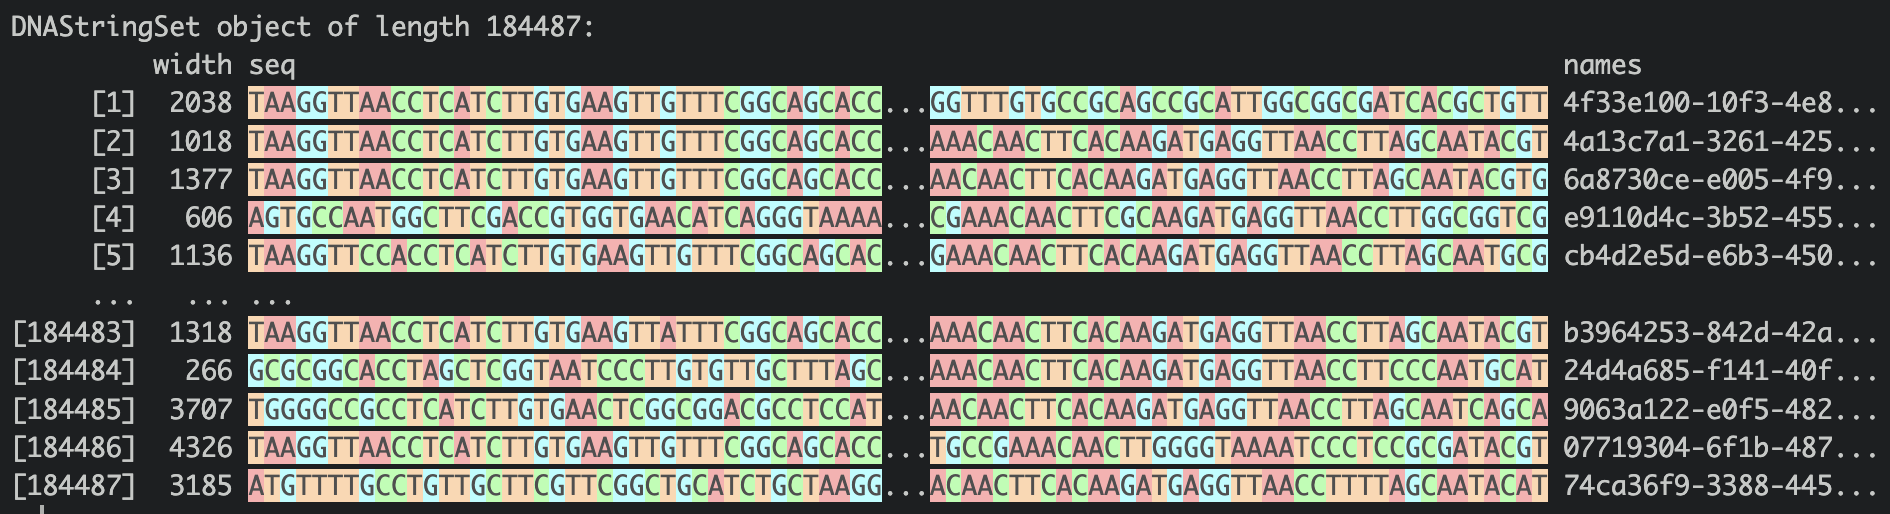 DNAStringSet object of length 184487:
width seq names
[1] 2038 TAAGGTTAACCTCATCTTGTGAAGTTGTTTCGGCAGCACC...GGTTTGTGCCGCAGCCGCATTGGCGGCGATCACGCTGTT 4f33e100-10f3-4e8...
[2] 1018 TAAGGTTAACCTCATCTTGTGAAGTTGTTTCGGCAGCACC...AAACAACTTCACAAGATGAGGTTAACCTTAGCAATACGT 4a13c7a1-3261-425...
[3] 1377 TAAGGTTAACCTCATCTTGTGAAGTTGTTTCGGCAGCACC...AACAACTTCACAAGATGAGGTTAACCTTAGCAATACGTG 6a8730ce-e005-4f9...
[4] 606 AGTGCCAATGGCTTCGACCGTGGTGAACATCAGGGTAAAA...CGAAACAACTTCGCAAGATGAGGTTAACCTTGGCGGTCG e9110d4c-3b52-455...
[5] 1136 TAAGGTTCCACCTCATCTTGTGAAGTTGTTTCGGCAGCAC...GAAACAACTTCACAAGATGAGGTTAACCTTAGCAATGCG cb4d2e5d-e6b3-450...
... ... ...
[184483] 1318 TAAGGTTAACCTCATCTTGTGAAGTTATTTCGGCAGCACC...AAACAACTTCACAAGATGAGGTTAACCTTAGCAATACGT b3964253-842d-42a...
[184484] 266 GCGCGGCACCTAGCTCGGTAATCCCTTGTGTTGCTTTAGC...AAACAACTTCACAAGATGAGGTTAACCTTCCCAATGCAT 24d4a685-f141-40f...
[184485] 3707 TGGGGCCGCCTCATCTTGTGAACTCGGCGGACGCCTCCAT...AACAACTTCACAAGATGAGGTTAACCTTAGCAATCAGCA 9063a122-e0f5-482...
[184486] 4326 TAAGGTTAACCTCATCTTGTGAAGTTGTTTCGGCAGCACC...TGCCGAAACAACTTGGGGTAAAATCCCTCCGCGATACGT 07719304-6f1b-487...
[184487] 3185 ATGTTTTGCCTGTTGCTTCGTTCGGCTGCATCTGCTAAGG...ACAACTTCACAAGATGAGGTTAACCTTTTAGCAATACAT 74ca36f9-3388-445...